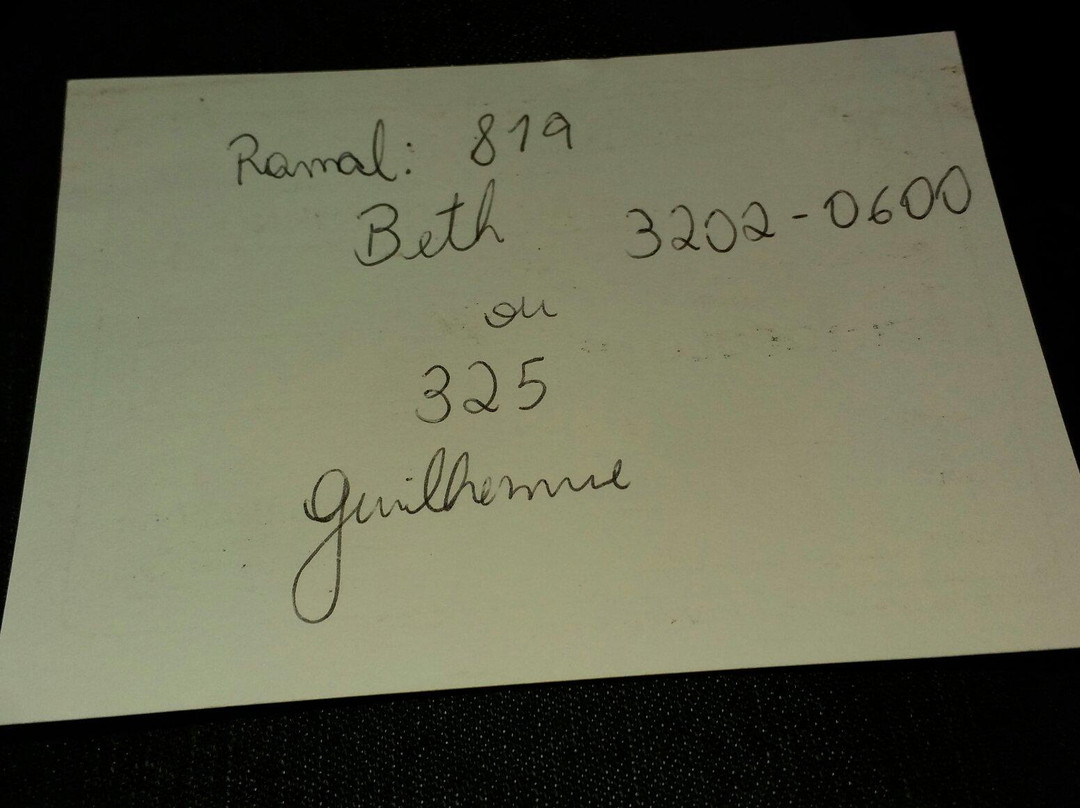 Ramal: 819
Beth 3202-0600
ou
325
Guilherme